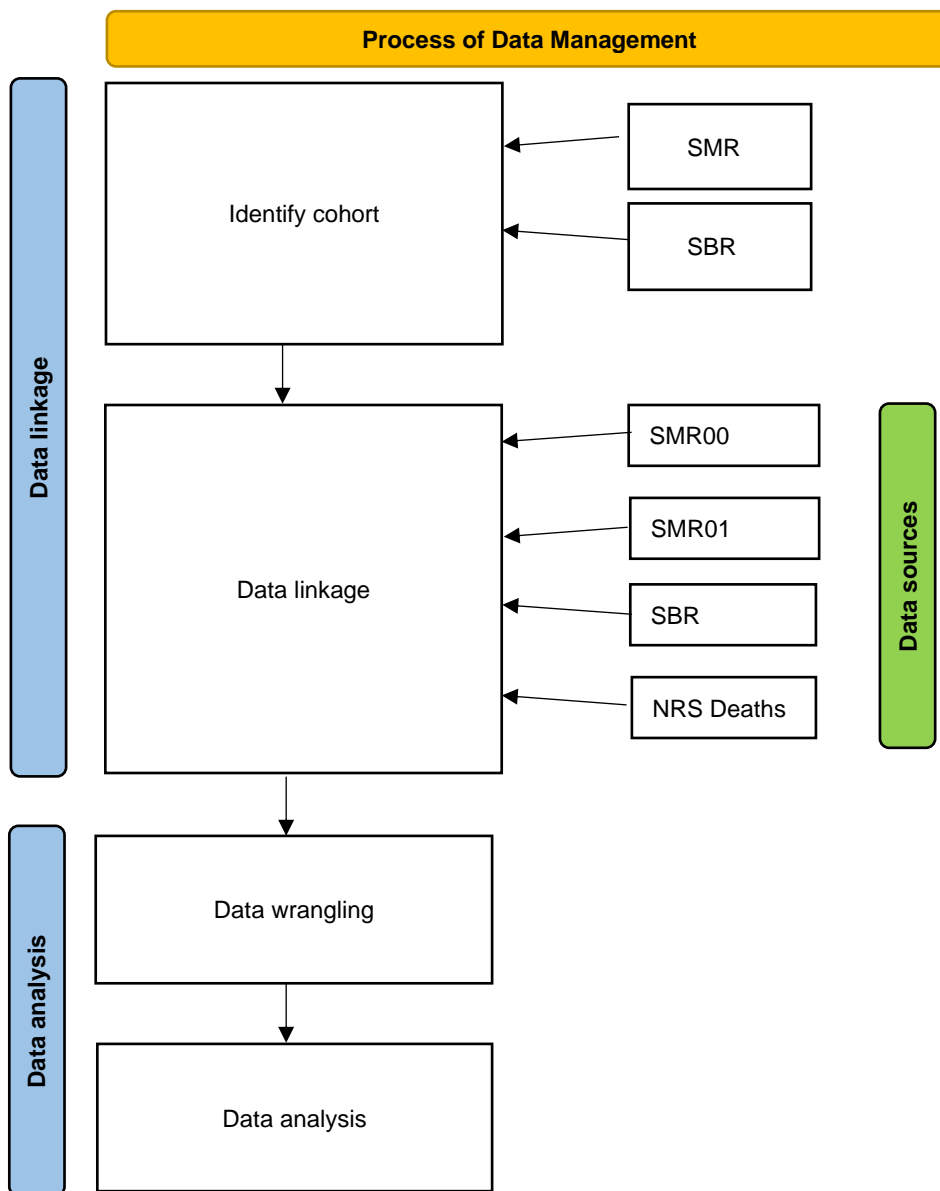 Process of Data Management
Data linkage
Identify cohort
SMR
SBR
Data linkage
SMR00
SMR01
SBR
NRS Deaths
Data sources
Data analysis
Data wrangling
Data analysis